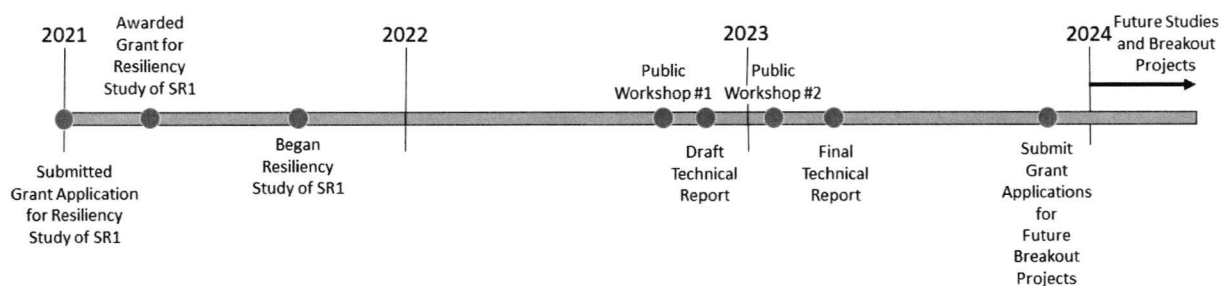 2021
Awarded
Grant for
Resiliency
Study of SR1
2022
2023
2024
Future Studies
and Breakout
Projects
Public
Workshop #1
Public
Workshop #2
Submitted
Grant Application
for Resiliency
Study of SR1
Began
Resiliency
Study of SR1
Draft
Technical
Report
Final
Technical
Report
Submit
Grant
Applications
for
Future
Breakout
Projects